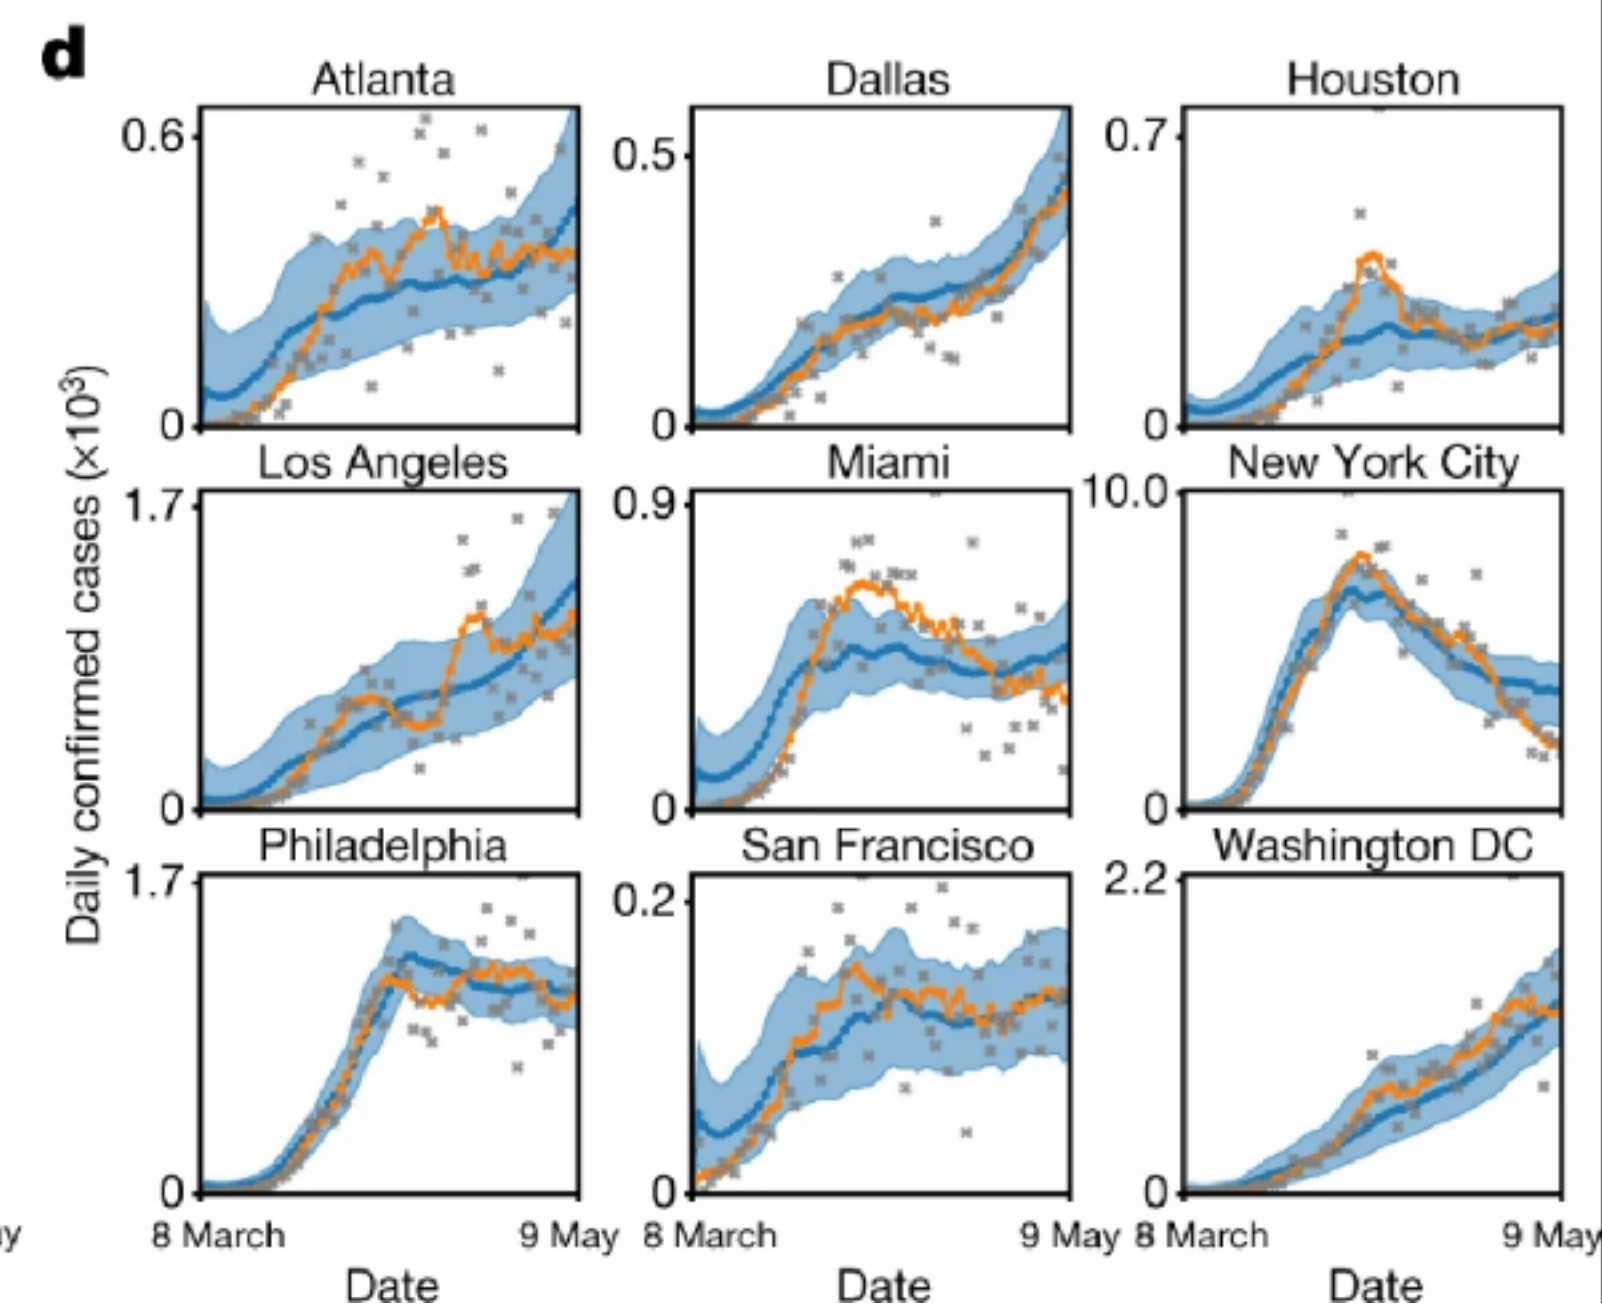 d
Atlanta
Dallas
Houston
0.6
0
0.5
0
0.7
0
Daily confirmed cases (×10³)
Los Angeles
Miami
New York City
1.7
0
0.9
0
10.0
0
Philadelphia
San Francisco
Washington DC
1.7
0
0.2
0
2.2
0
8 March
9 May
8 March
9 May
8 March
9 May
Date
Date
Date